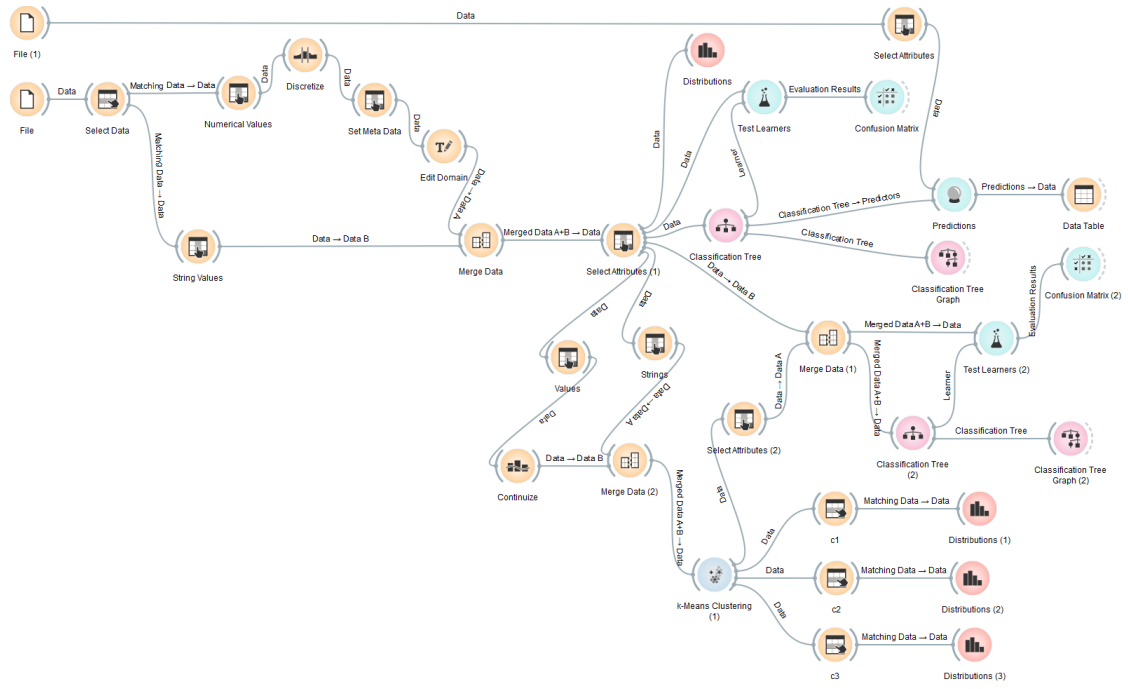 Data
File (1)
Select Attributes
Data
Distributions
Discretize
Data
Data
Matching Data → Data
Evaluation Results
Data
File
Select Data
Numerical Values
Set Meta Data
Data
Test Learners
Confusion Matrix
Data
Matching Data → Data
Edit Domain
Data → Data A
Data
Data
Learner
Data
Classification Tree → Predictors
Predictions → Data
Predictions
Data Table
Data → Data B
Merged Data A+B → Data
Classification Tree
Classification Tree
String Values
Merge Data
Select Attributes (1)
Data → Data B
Classification Tree
Graph
Confusion Matrix (2)
Evaluation Results
Data
Data
Merged Data A+B → Data
Merge Data (1)
Test Learners (2)
Values
Strings
Data → Data A
Merged Data A+B → Data
Learner
Data
Data → Data A
Select Attributes (2)
Classification Tree
Classification Tree
(2)
Classification Tree
Graph (2)
Data → Data B
Continuize
Merge Data (2)
Merged Data A+B → Data
Data
Matching Data → Data
c1
Distributions (1)
Data
Data
Matching Data → Data
k-Means Clustering
(1)
c2
Distributions (2)
Data
Matching Data → Data
c3
Distributions (3)